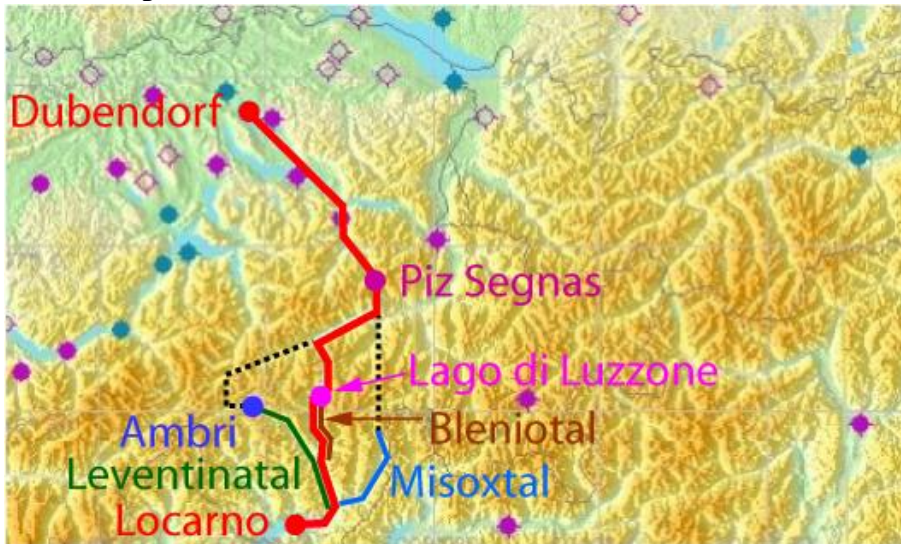 Dubendorf
Piz Segnas
Lago di Luzzone
Ambri
Bleniotal
Leventinatal
Misoxtal
Locarno